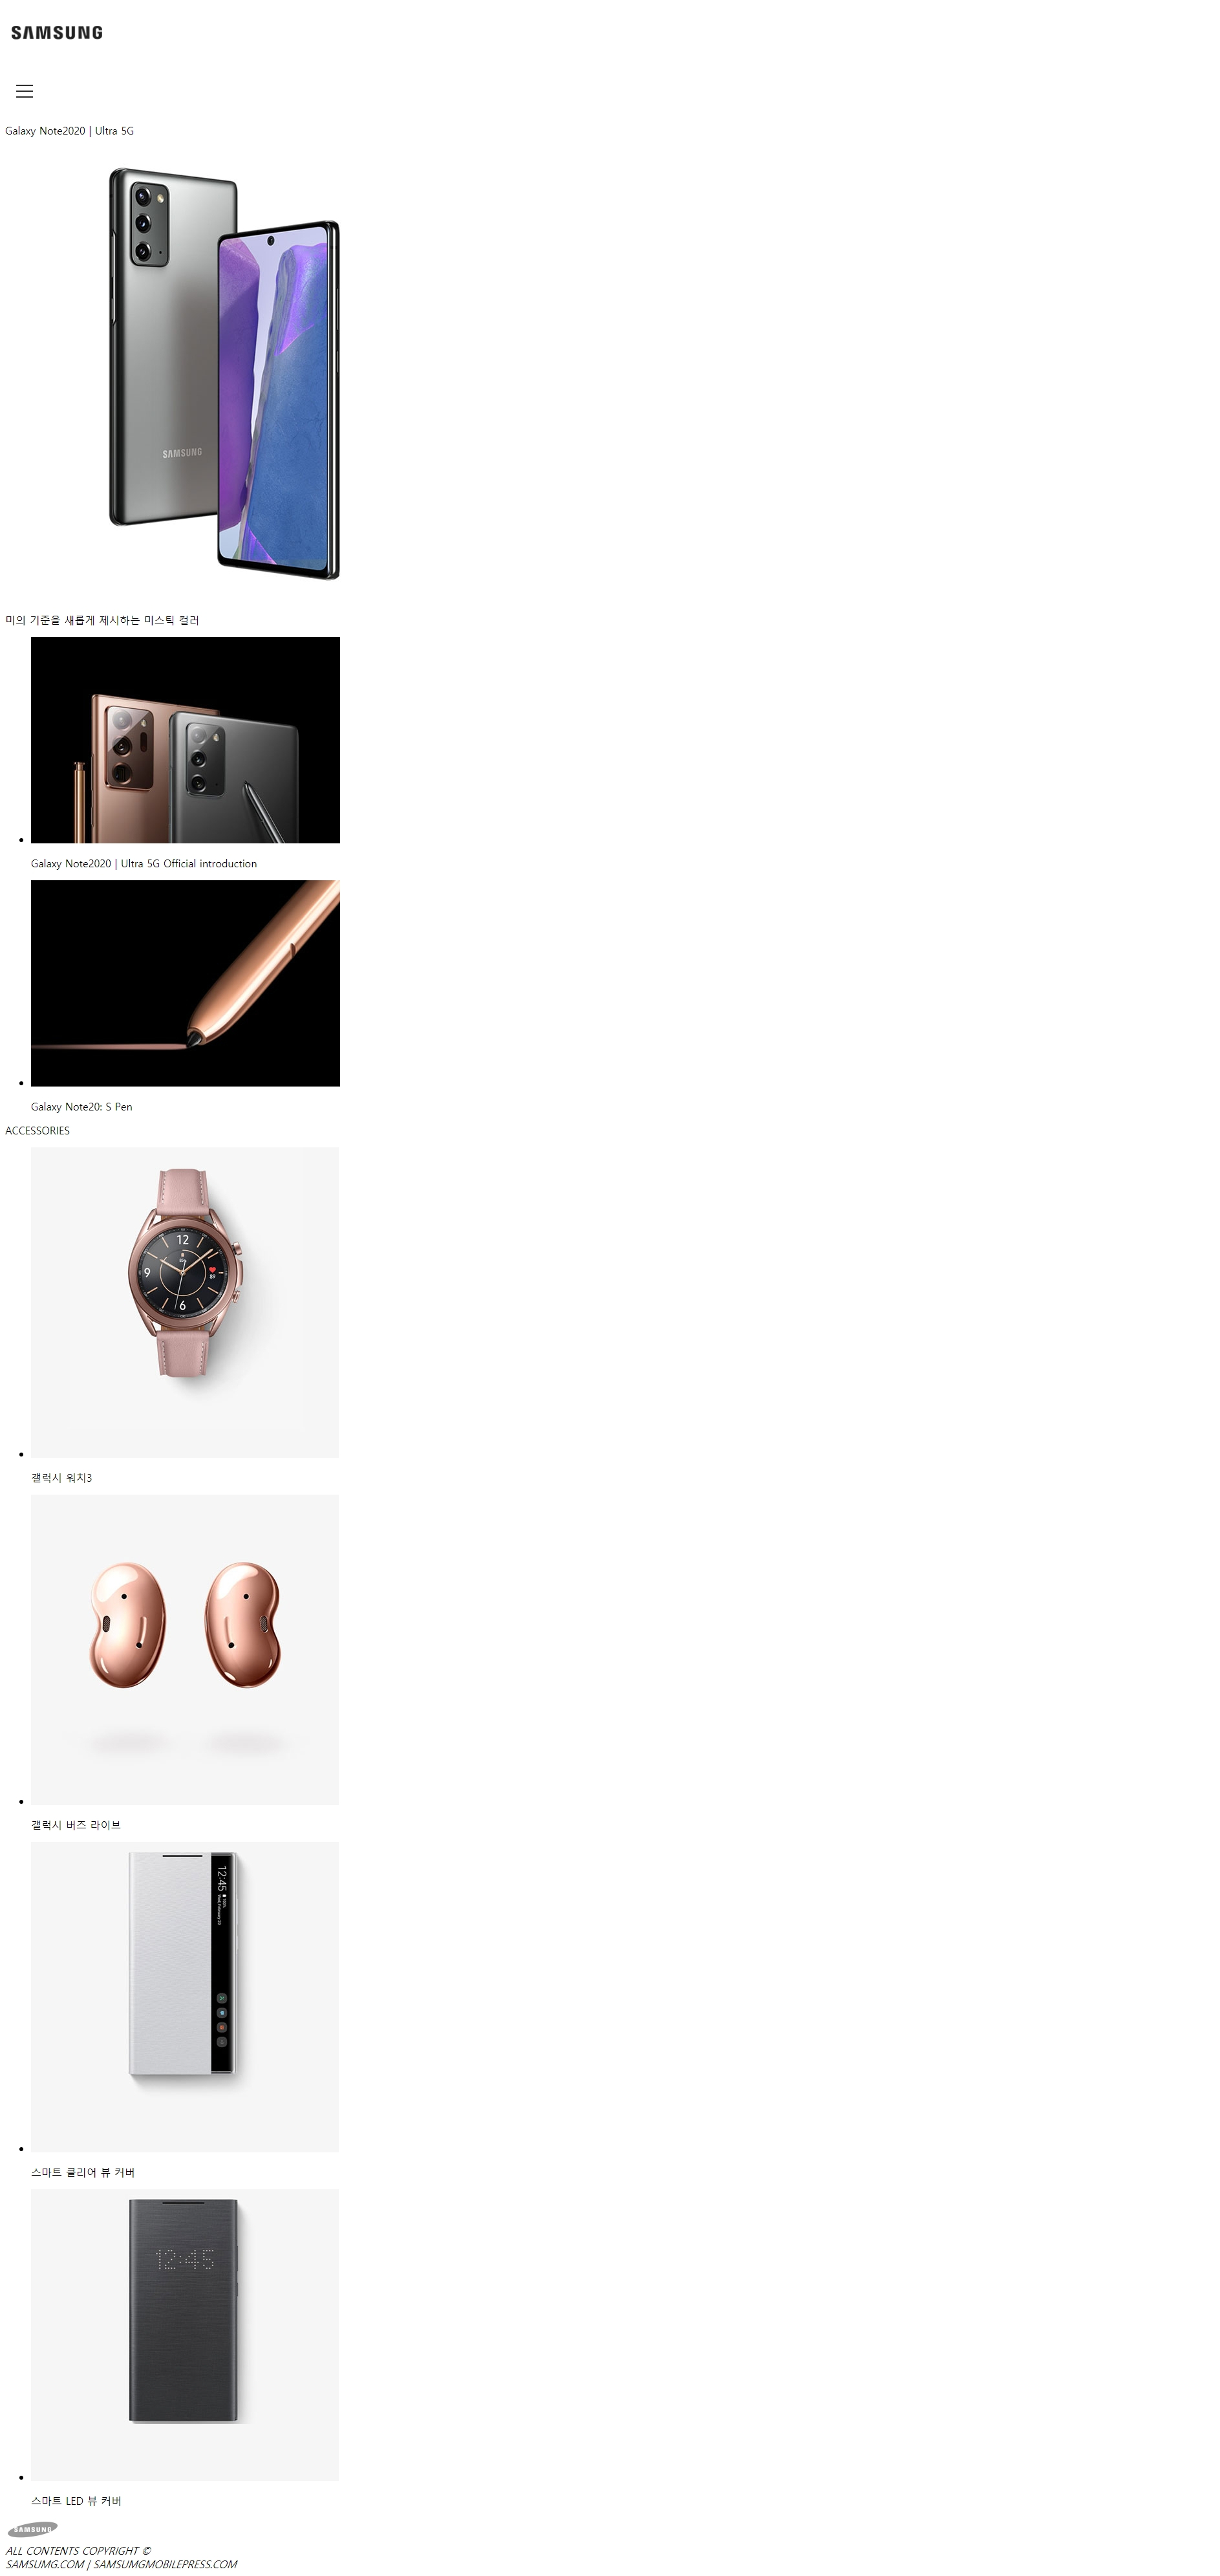 SAMSUNG
Galaxy Note2020 | Ultra 5G
SAMSUNG
미의 기준을 새롭게 제시하는 미스틱 컬러
Galaxy Note2020 | Ultra 5G Official introduction
Galaxy Note20: S Pen
ACCESSORIES
12
9
6
갤럭시 워치3
갤럭시 버즈 라이브
12:45
스마트 클리어 뷰 커버
12:45
스마트 LED 뷰 커버
SAMSUNG
ALL CONTENTS COPYRIGHT ©
SAMSUMG.COM | SAMSUMGMOBILEPRESS.COM